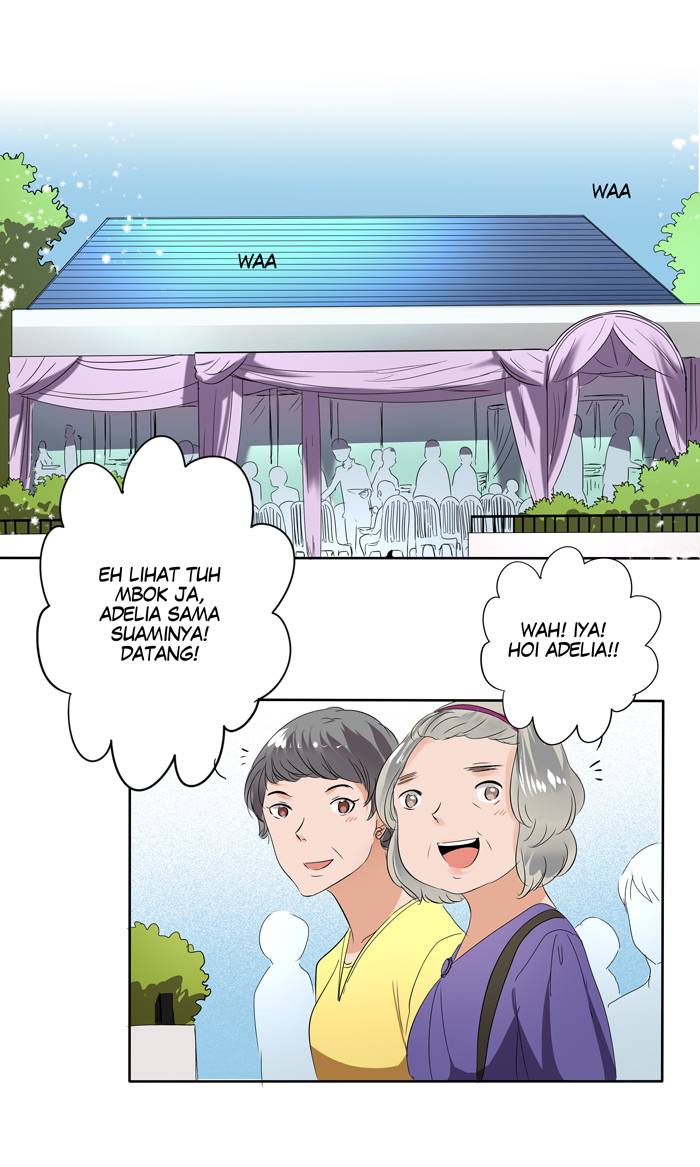 WAA
WAA
EH LIHAT TUH
MBOK JA,
ADELIA SAMA
SUAMINYA!
DATANG!
WAH! IYA!
HOI ADELIA!!